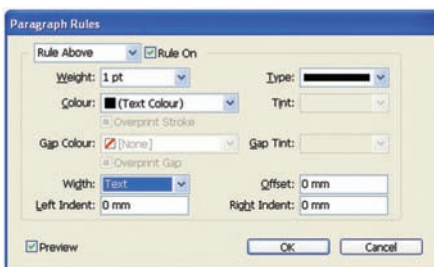 Paragraph Rules
Rule Above Rule On
Weight: 1 pt Type:
Colour: (Text Colour) Tint:
Overprint Stroke
Gap Colour: [None] Gap Tint:
Overprint Gap
Width: Text Offset: 0 mm
Left Indent: 0 mm Right Indent: 0 mm
Preview OK Cancel